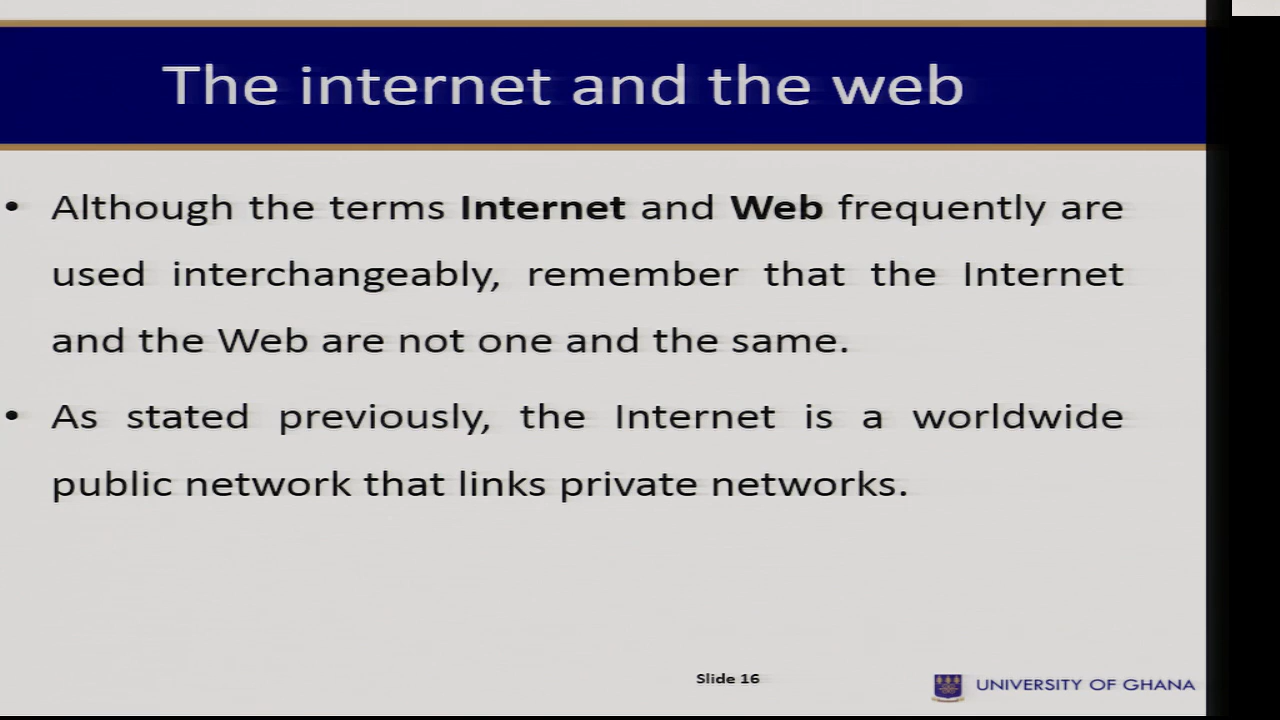 The internet and the web
• Although the terms Internet and Web frequently are
used interchangeably, remember that the Internet
and the Web are not one and the same.
• As stated previously, the Internet is a worldwide
public network that links private networks.
Slide 16
UNIVERSITY OF GHANA